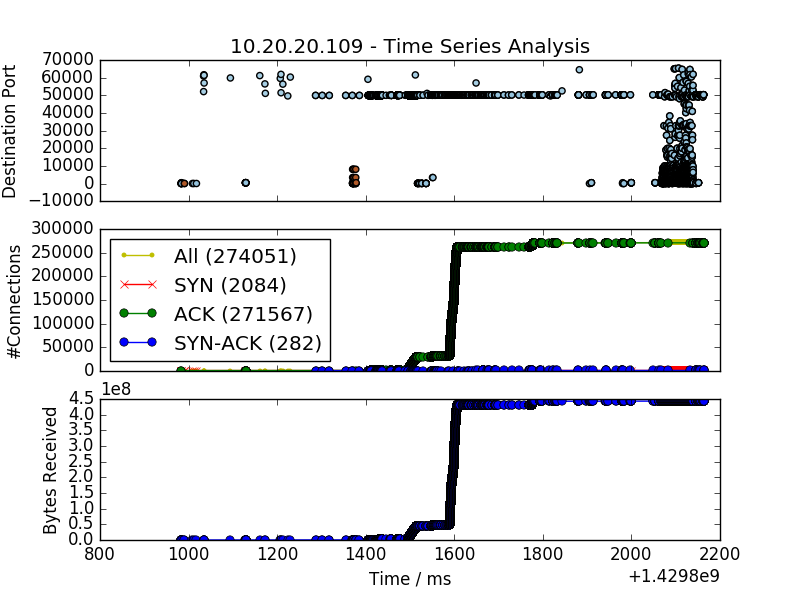 10.20.20.109 - Time Series Analysis
70000
60000
50000
40000
30000
20000
10000
0
−10000
Destination Port
300000
250000
200000
150000
100000
50000
0
#Connections
All (274051)
SYN (2084)
ACK (271567)
SYN-ACK (282)
1e8
4.5
4.0
3.5
3.0
2.5
2.0
1.5
1.0
0.5
0.0
Bytes Received
800 1000 1200 1400 1600 1800 2000 2200
Time / ms
+1.4298e9